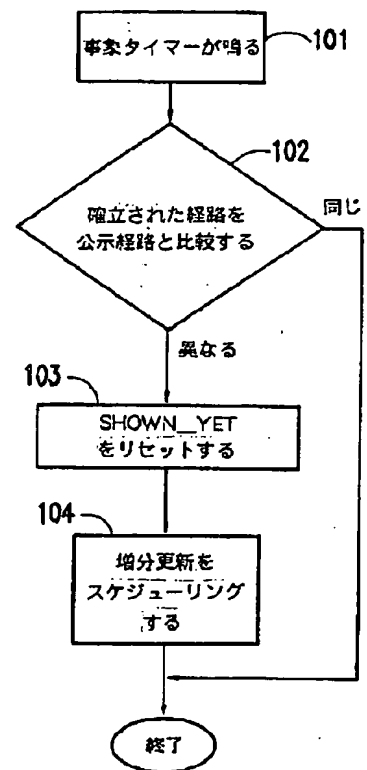 事象タイマーが鳴る
101
102
確立された経路を
公示経路と比較する
同じ
異なる
103
SHOWN__YET
をリセットする
104
増分更新を
スケジューリング
する
終了